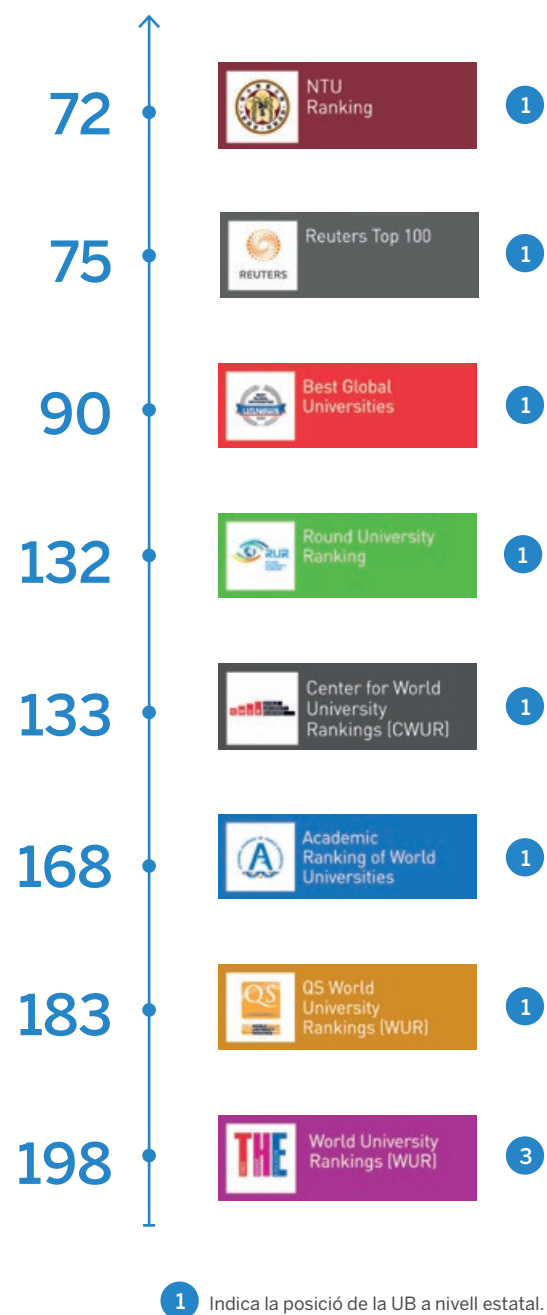 72
NTU
Ranking
1
75
REUTERS
Reuters Top 100
1
90
Best Global
Universities
1
132
RUR
Round University
Ranking
1
133
Center for World
University
Rankings (CWUR)
1
168
A
Academic
Ranking of World
Universities
1
183
QS
QS World
University
Rankings (WUR)
1
198
THE
World University
Rankings (WUR)
3
1 Indica la posició de la UB a nivell estatal.